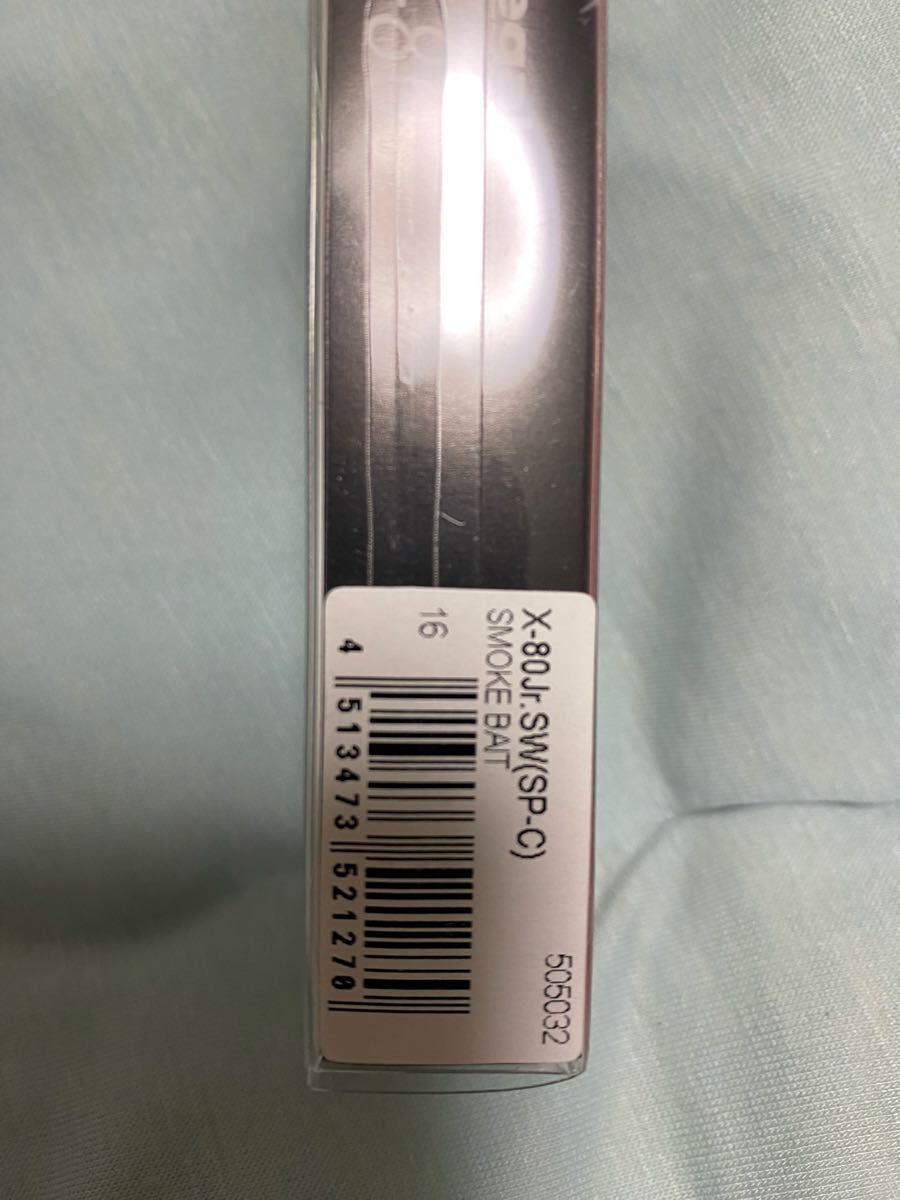 X-80Jr.SW(SP-C)
505032
SMOKE BAIT
16
4 513473 521270